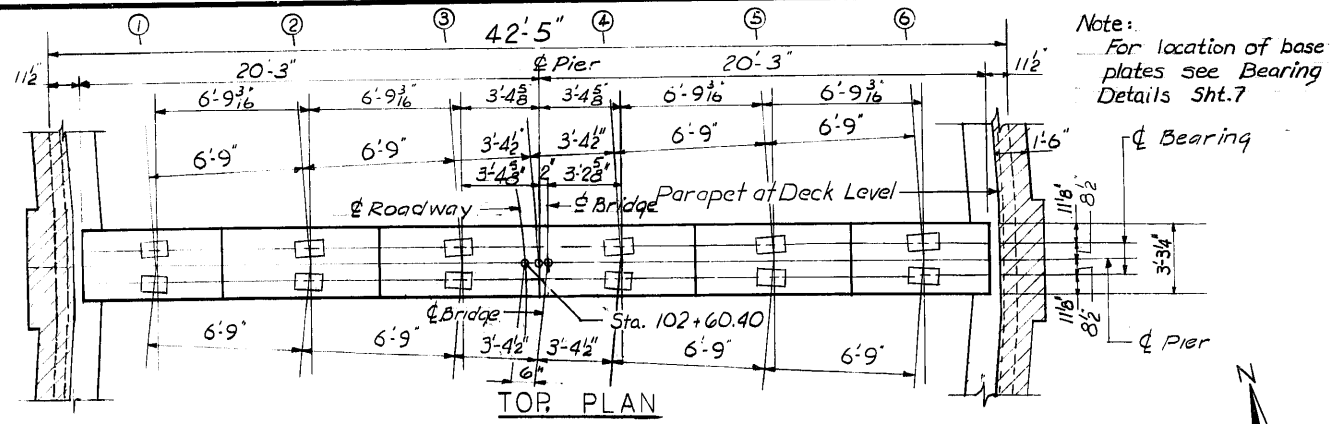 ① ② ③ ④ ⑤ ⑥
42'-5"
Note:
For location of base
plates see Bearing
Details Sht.7
11½" 20'-3" ℄ Pier 20'-3" 11½"
6'-9 3/16" 6'-9 3/16" 3'-4 5/8" 3'-4 5/8" 6'-9 3/16" 6'-9 3/16"
6'-9" 6'-9" 3'-4½" 3'-4½" 6'-9" 6'-9"
1'-6" ℄ Bearing
3'-4 5/8" 2" 3'-2 5/8"
℄ Roadway ℄ Bridge Parapet at Deck Level
11⅛" 8½"
3'-3¼"
11⅛" 8½"
℄ Bridge Sta. 102+60.40
℄ Pier
6'-9" 6'-9" 3'-4½" 3'-4½" 6'-9" 6'-9"
6"
N
TOP. PLAN